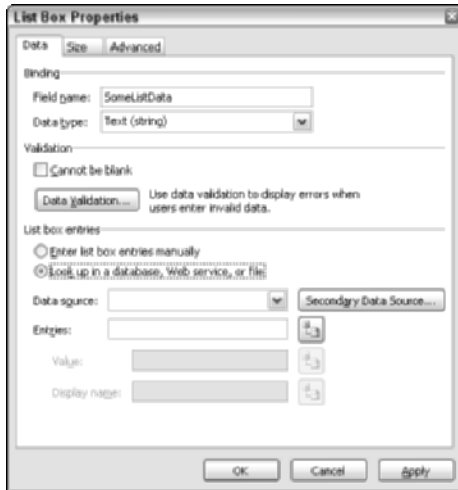 List Box Properties
Data Size Advanced
Binding
Field name: SomeListData
Data type: Text (string)
Validation
Cannot be blank
Data Validation... Use data validation to display errors when
users enter invalid data.
List box entries
Enter list box entries manually
Look up in a database, Web service, or file
Data source: Secondary Data Source...
Entries:
Value:
Display name:
OK Cancel Apply